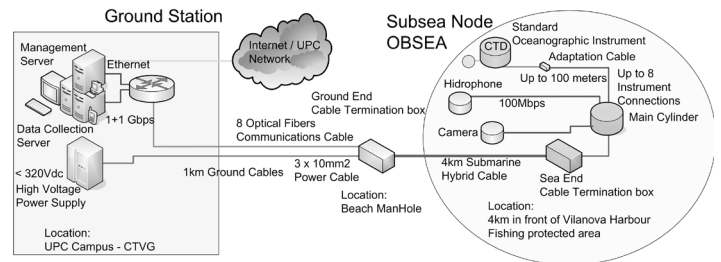 Ground Station
Management
Server
Ethernet
1+1 Gbps
Data Collection
Server
< 320Vdc
High Voltage
Power Supply
Location:
UPC Campus - CTVG
Internet / UPC
Network
8 Optical Fibers
Communications Cable
1km Ground Cables
3 x 10mm2
Power Cable
Ground End
Cable Termination box
Location:
Beach ManHole
Subsea Node
OBSEA
CTD
Standard
Oceanographic Instrument
Adaptation Cable
Up to 100 meters
Up to 8
Instrument
Connections
Hidrophone
100Mbps
Main Cylinder
Camera
4km Submarine
Hybrid Cable
Sea End
Cable Termination box
Location:
4km in front of Vilanova Harbour
Fishing protected area